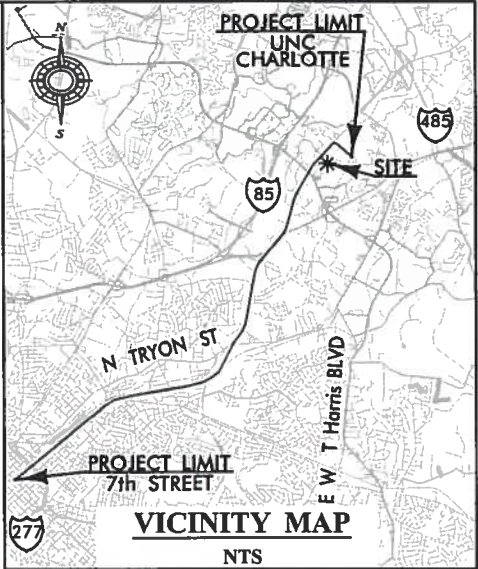 PROJECT LIMIT
UNC
CHARLOTTE
N
S
485
SITE
85
N TRYON ST
E W T Harris BLVD
PROJECT LIMIT
7th STREET
277
VICINITY MAP
NTS